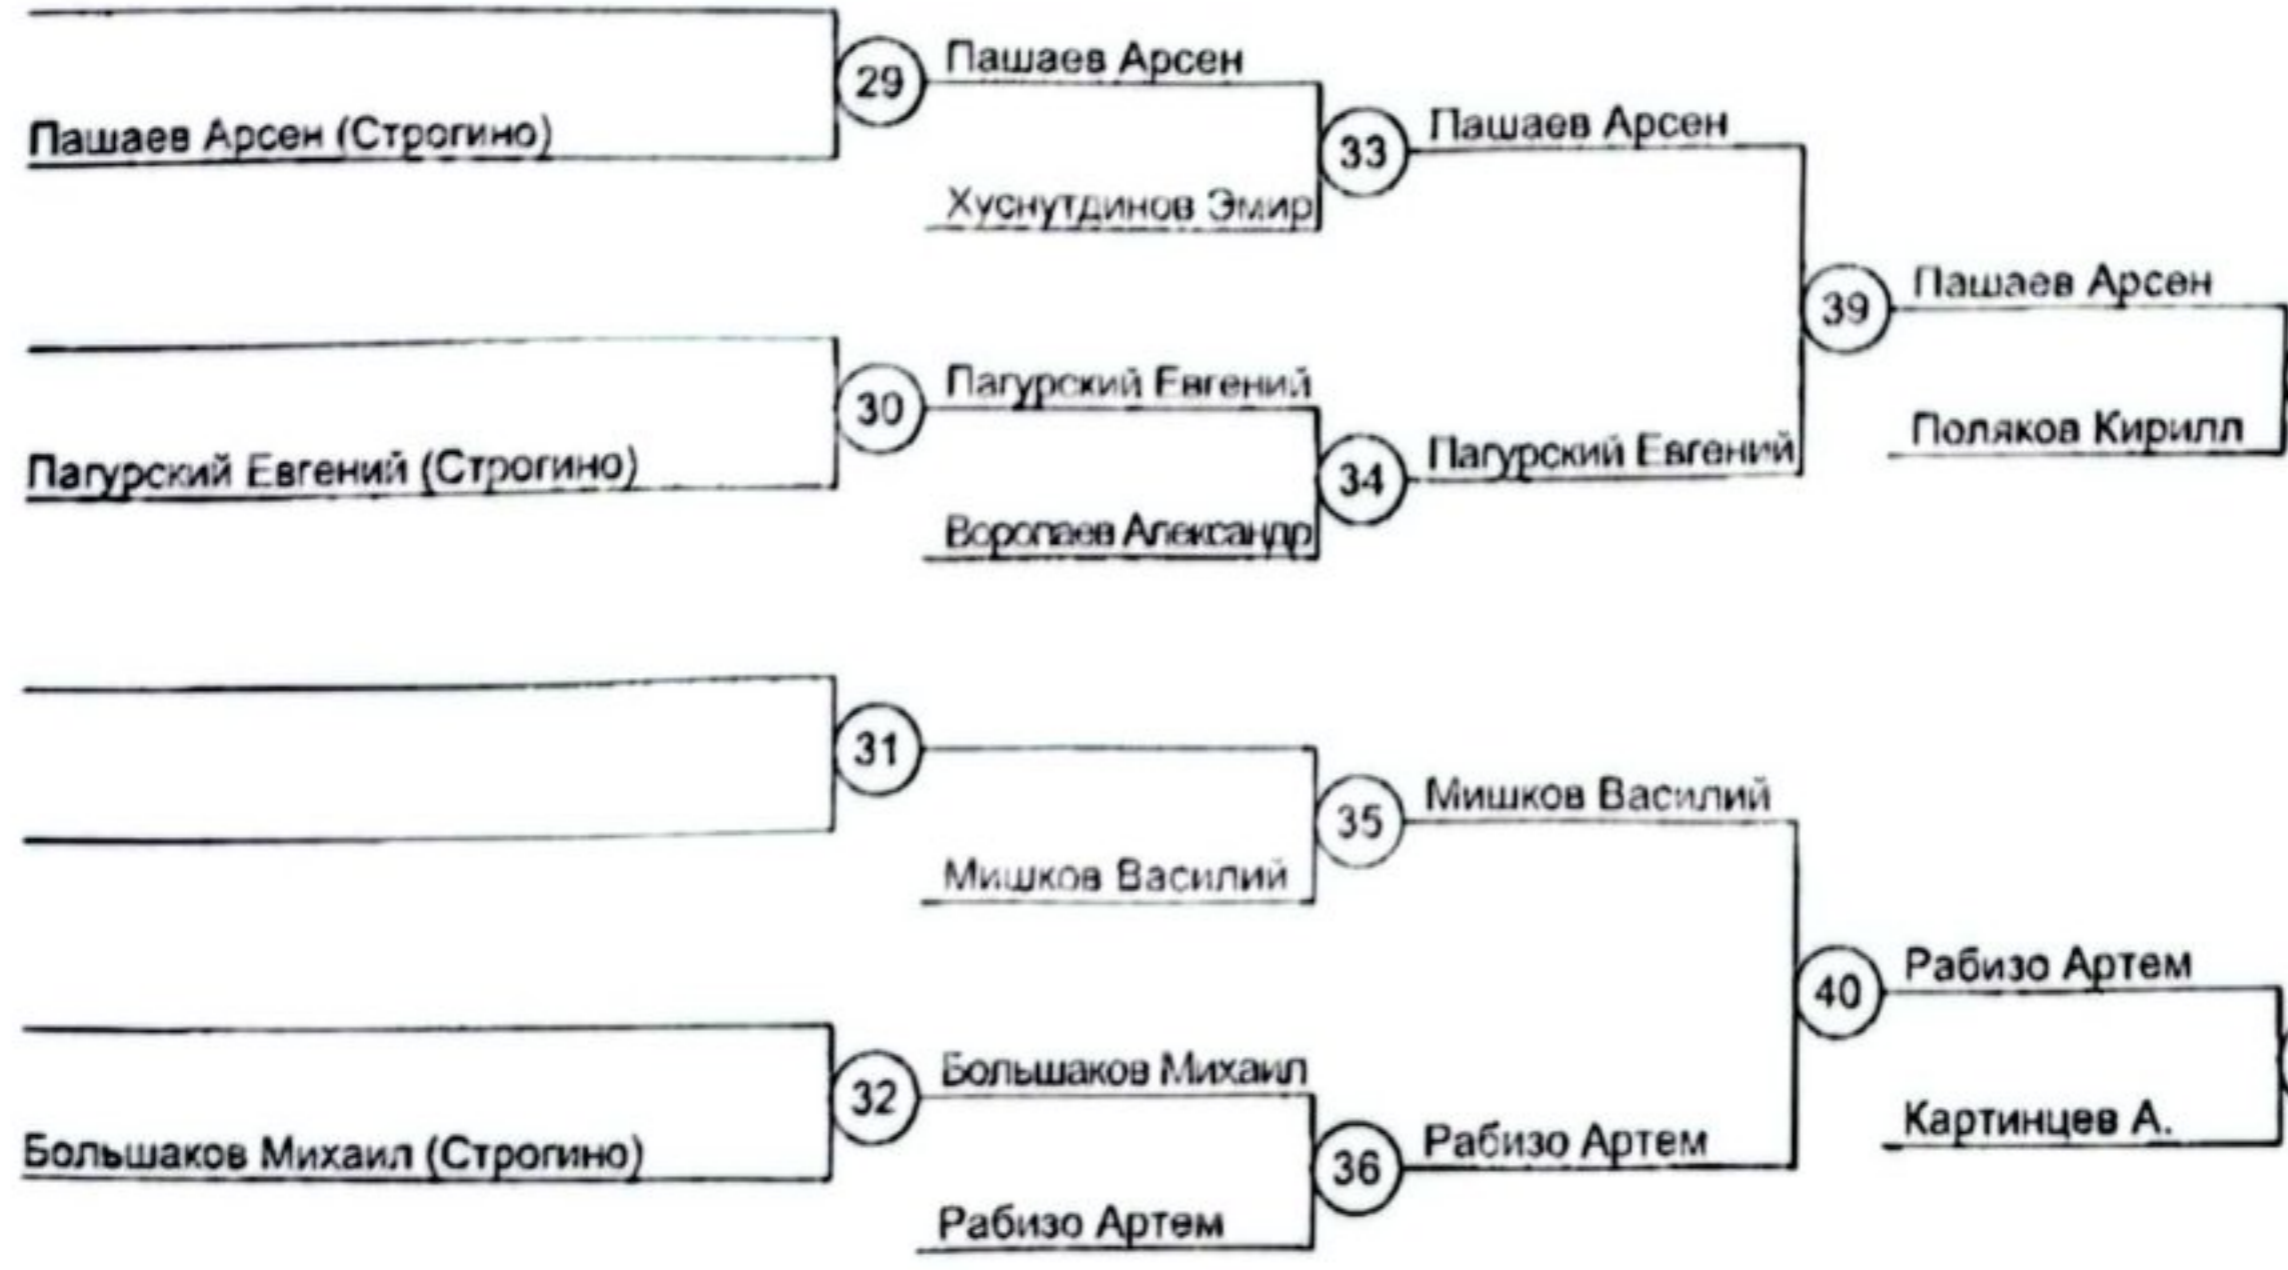 29
Пашаев Арсен
Пашаев Арсен (Строгино)
33
Пашаев Арсен
Хуснутдинов Эмир
39
Пашаев Арсен
30
Пагурский Евгений
Пагурский Евгений (Строгино)
34
Пагурский Евгений
Поляков Кирилл
Воропаев Александр
31
35
Мишков Василий
Мишков Василий
40
Рабизо Артем
32
Большаков Михаил
Большаков Михаил (Строгино)
36
Рабизо Артем
Картинцев А.
Рабизо Артем